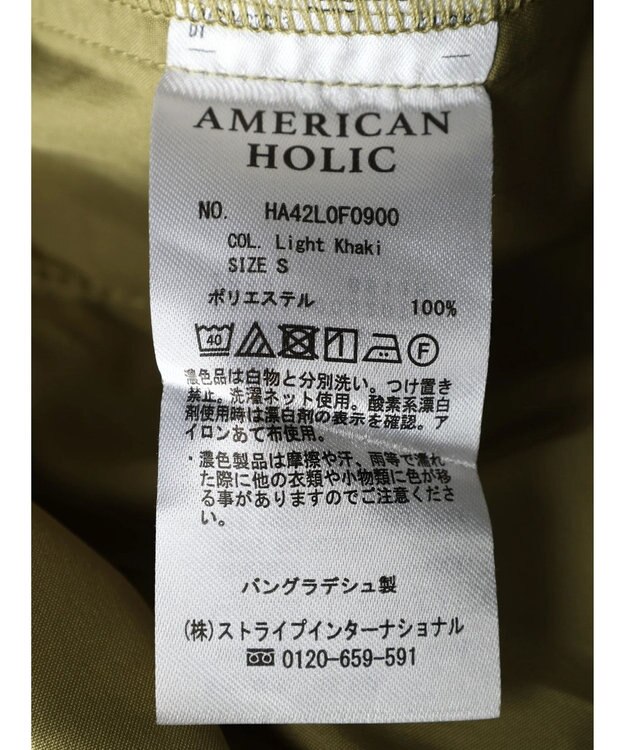 DT
AMERICAN
HOLIC
NO. HA42L0F0900
COL. Light Khaki
SIZE S
ポリエステル 100%
40 F
濃色品は白物と分別洗い。つけ置き
禁止。洗濯ネット使用。酸素系漂白
剤使用時は漂白剤の表示を確認。ア
イロンあて布使用。
・濃色製品は摩擦や汗、雨等で濡れ
た際に他の衣類や小物類に色が移
る事がありますのでご注意くださ
い。
バングラデシュ製
(株)ストライプインターナショナル
0120-659-591